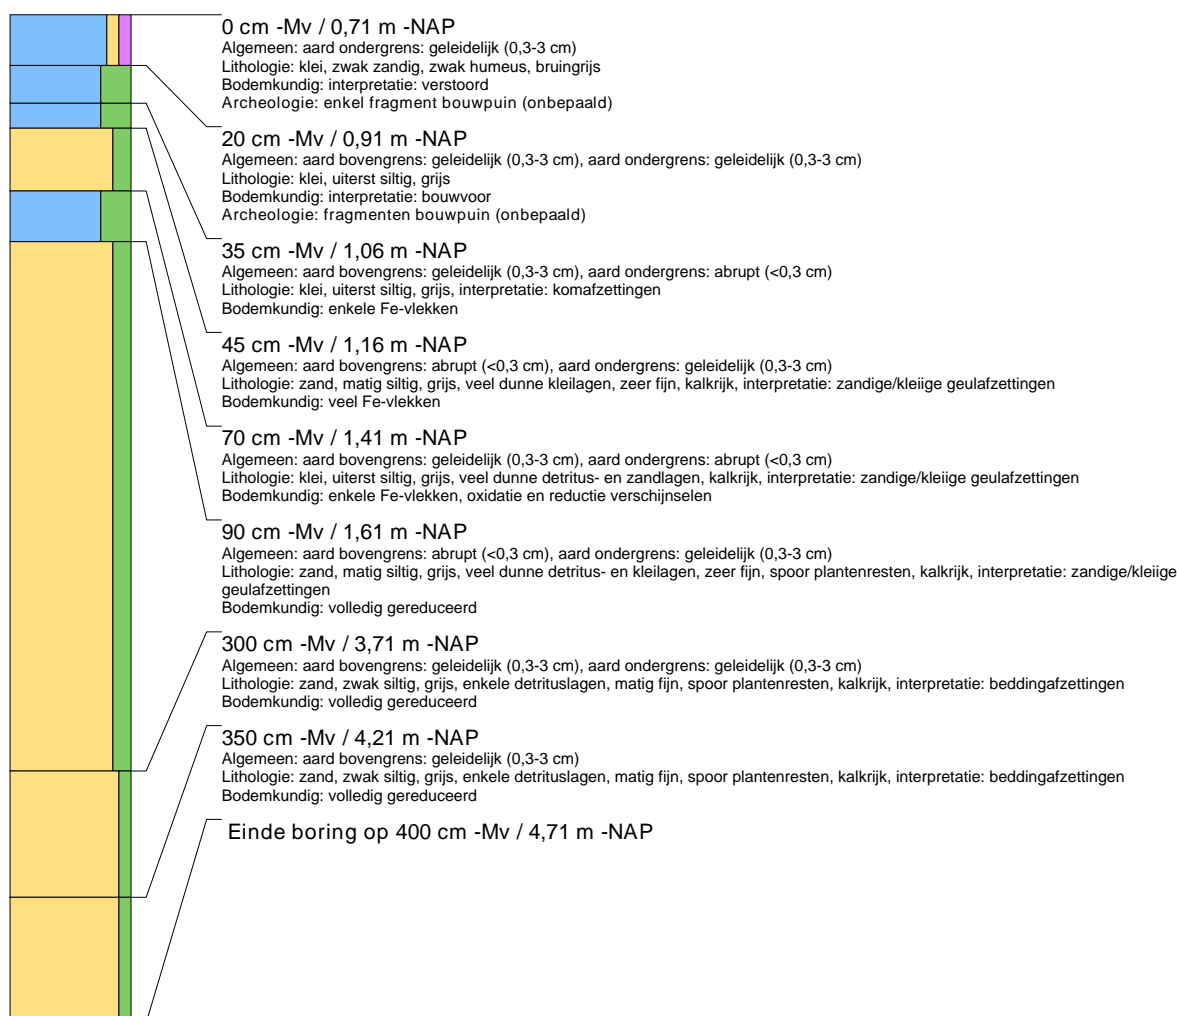 0 cm -Mv / 0,71 m -NAP
Algemeen: aard ondergrens: geleidelijk (0,3-3 cm)
Lithologie: klei, zwak zandig, zwak humeus, bruingrijs
Bodemkundig: interpretatie: verstoord
Archeologie: enkel fragment bouwpuin (onbepaald)
20 cm -Mv / 0,91 m -NAP
Algemeen: aard bovengrens: geleidelijk (0,3-3 cm), aard ondergrens: geleidelijk (0,3-3 cm)
Lithologie: klei, uiterst siltig, grijs
Bodemkundig: interpretatie: bouwvoor
Archeologie: fragmenten bouwpuin (onbepaald)
35 cm -Mv / 1,06 m -NAP
Algemeen: aard bovengrens: geleidelijk (0,3-3 cm), aard ondergrens: abrupt (<0,3 cm)
Lithologie: klei, uiterst siltig, grijs, interpretatie: komafzettingen
Bodemkundig: enkele Fe-vlekken
45 cm -Mv / 1,16 m -NAP
Algemeen: aard bovengrens: abrupt (<0,3 cm), aard ondergrens: geleidelijk (0,3-3 cm)
Lithologie: zand, matig siltig, grijs, veel dunne kleilagen, zeer fijn, kalkrijk, interpretatie: zandige/kleiige geulafzettingen
Bodemkundig: veel Fe-vlekken
70 cm -Mv / 1,41 m -NAP
Algemeen: aard bovengrens: geleidelijk (0,3-3 cm), aard ondergrens: abrupt (<0,3 cm)
Lithologie: klei, uiterst siltig, grijs, veel dunne detritus- en zandlagen, kalkrijk, interpretatie: zandige/kleiige geulafzettingen
Bodemkundig: enkele Fe-vlekken, oxidatie en reductie verschijnselen
90 cm -Mv / 1,61 m -NAP
Algemeen: aard bovengrens: abrupt (<0,3 cm), aard ondergrens: geleidelijk (0,3-3 cm)
Lithologie: zand, matig siltig, grijs, veel dunne detritus- en kleilagen, zeer fijn, spoor plantenresten, kalkrijk, interpretatie: zandige/kleiige
geulafzettingen
Bodemkundig: volledig gereduceerd
300 cm -Mv / 3,71 m -NAP
Algemeen: aard bovengrens: geleidelijk (0,3-3 cm), aard ondergrens: geleidelijk (0,3-3 cm)
Lithologie: zand, zwak siltig, grijs, enkele detrituslagen, matig fijn, spoor plantenresten, kalkrijk, interpretatie: beddingafzettingen
Bodemkundig: volledig gereduceerd
350 cm -Mv / 4,21 m -NAP
Algemeen: aard bovengrens: geleidelijk (0,3-3 cm)
Lithologie: zand, zwak siltig, grijs, enkele detrituslagen, matig fijn, spoor plantenresten, kalkrijk, interpretatie: beddingafzettingen
Bodemkundig: volledig gereduceerd
Einde boring op 400 cm -Mv / 4,71 m -NAP